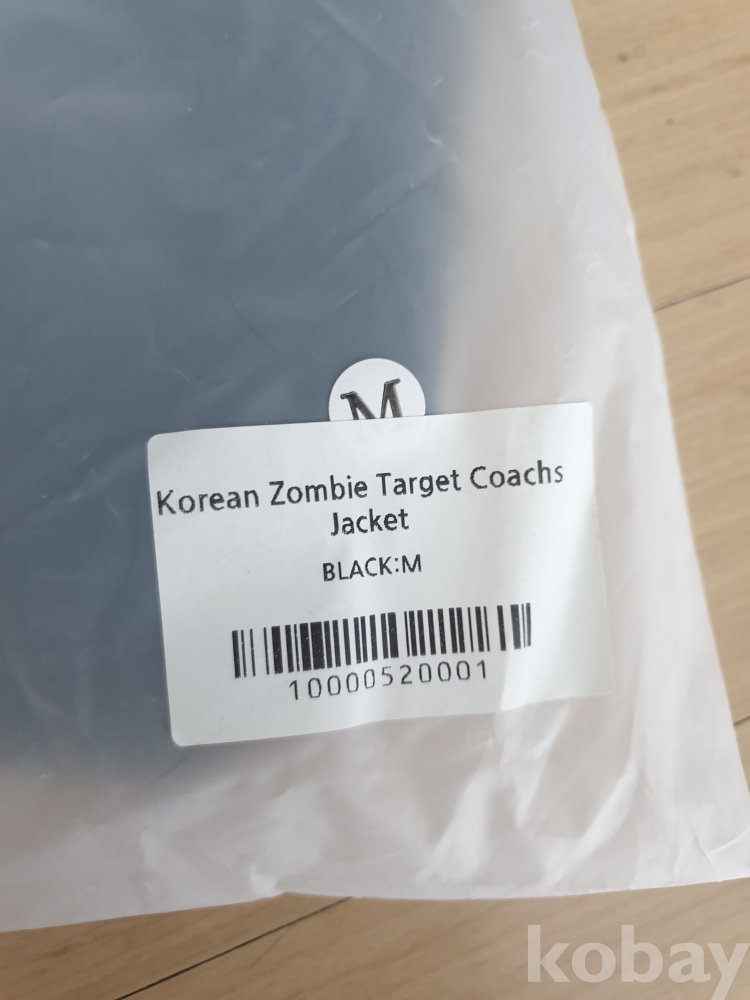 M
Korean Zombie Target Coachs
Jacket
BLACK:M
10000520001
kobay